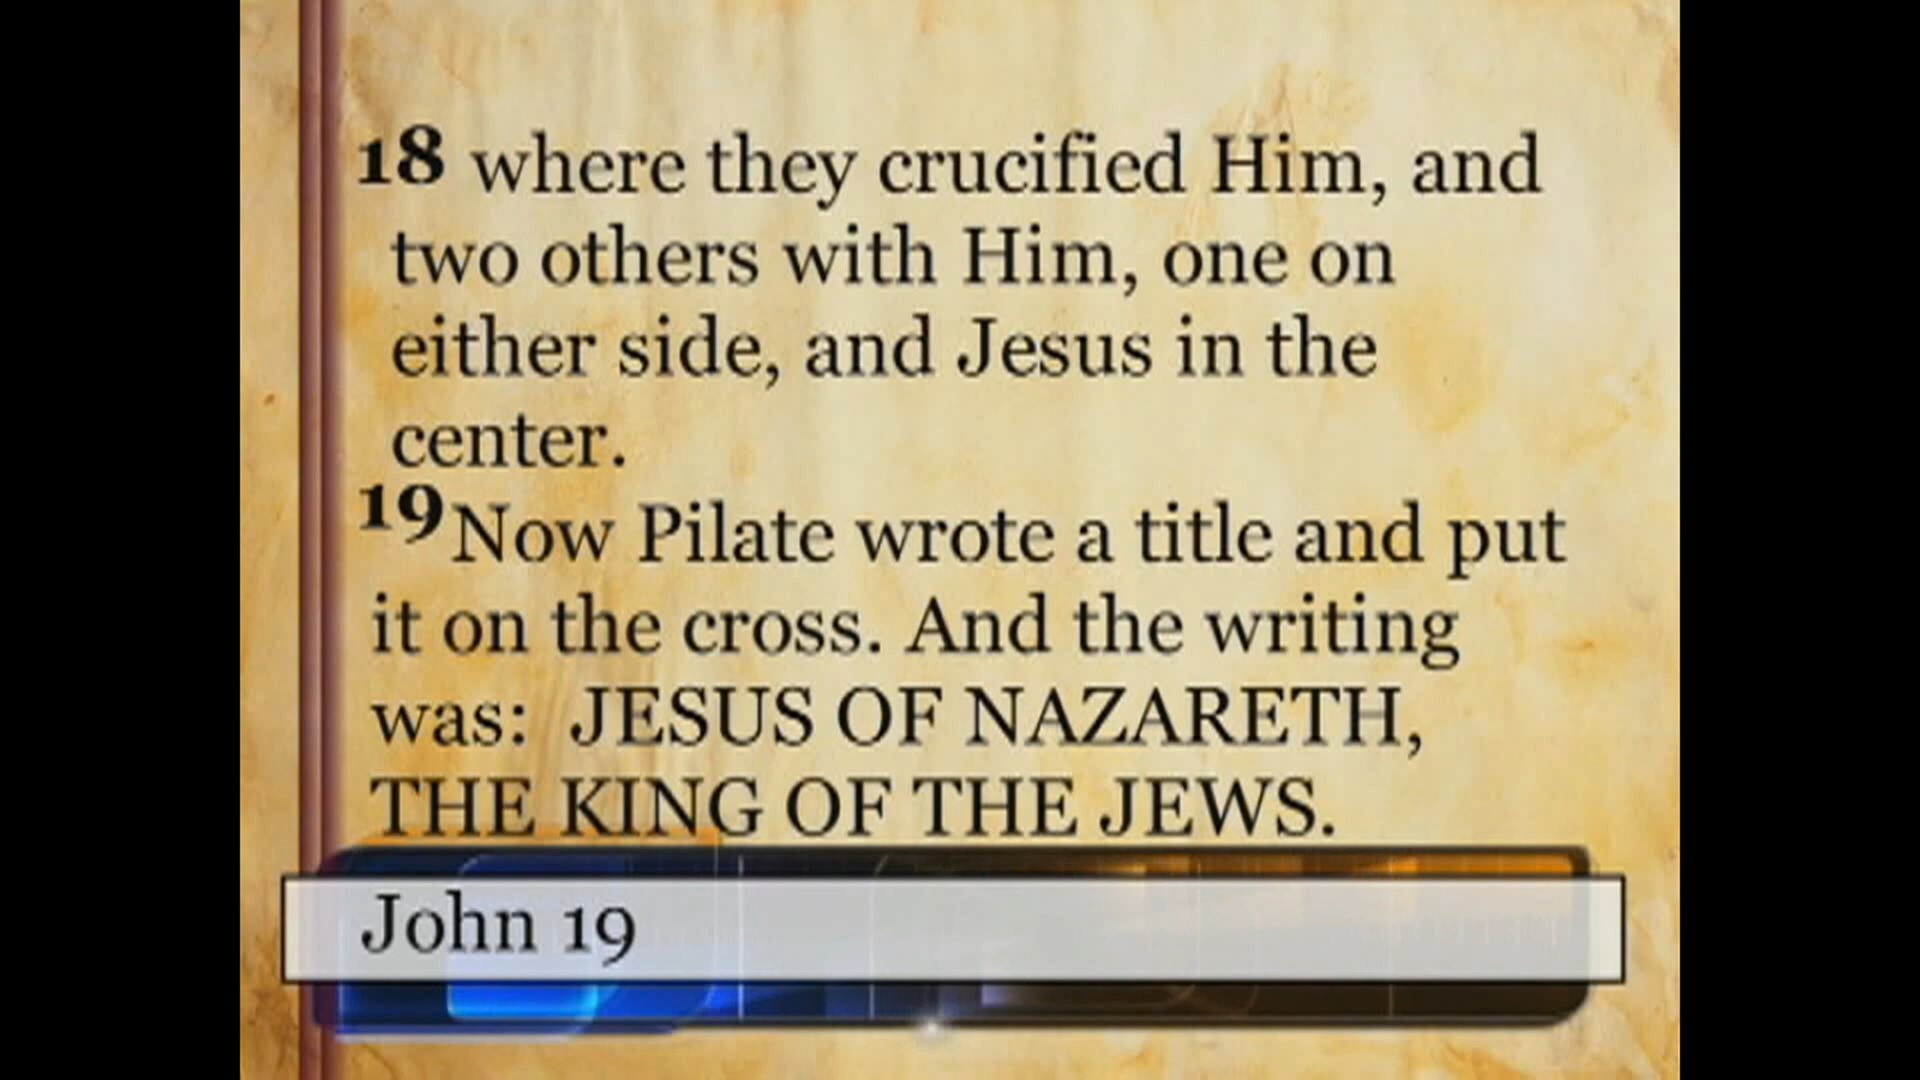 18 where they crucified Him, and
two others with Him, one on
either side, and Jesus in the
center.
19 Now Pilate wrote a title and put
it on the cross. And the writing
was: JESUS OF NAZARETH,
THE KING OF THE JEWS.
John 19